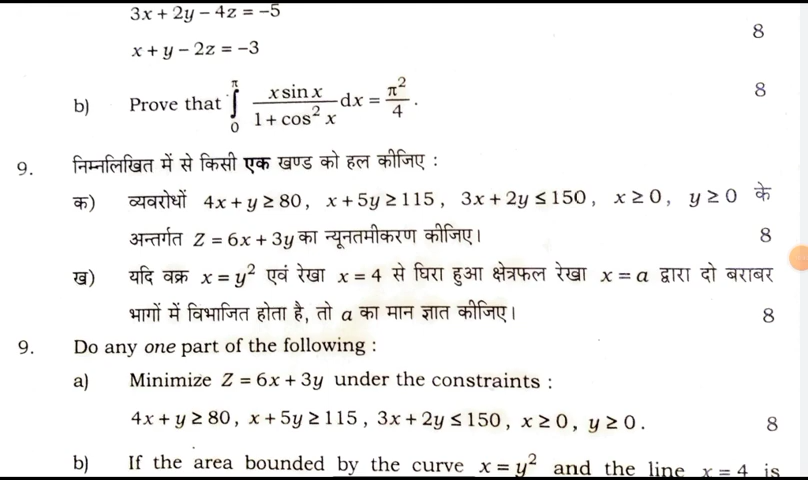 3x + 2y − 4z = −5
x + y − 2z = −3
8
b) Prove that ∫₀^π (x sin x)/(1 + cos² x) dx = π²/4 .
8
9. निम्नलिखित में से किसी एक खण्ड को हल कीजिए :
क) व्यवरोधों 4x + y ≥ 80, x + 5y ≥ 115, 3x + 2y ≤ 150, x ≥ 0, y ≥ 0 के
अन्तर्गत Z = 6x + 3y का न्यूनतमीकरण कीजिए।
8
ख) यदि वक्र x = y² एवं रेखा x = 4 से घिरा हुआ क्षेत्रफल रेखा x = a द्वारा दो बराबर
भागों में विभाजित होता है, तो a का मान ज्ञात कीजिए।
8
9. Do any one part of the following :
a) Minimize Z = 6x + 3y under the constraints :
4x + y ≥ 80, x + 5y ≥ 115, 3x + 2y ≤ 150, x ≥ 0, y ≥ 0.
8
b) If the area bounded by the curve x = y² and the line x = 4 is